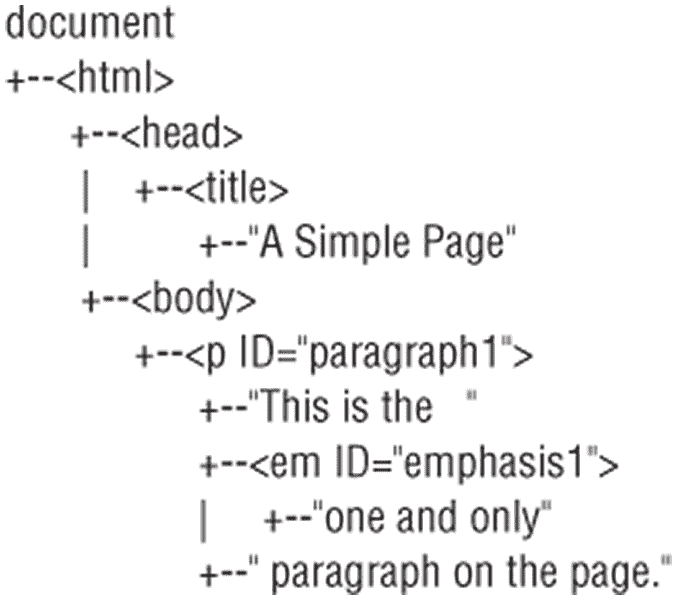 document
+--<html>
+--<head>
| +--<title>
| +--"A Simple Page"
+--<body>
+--<p ID="paragraph1">
+--"This is the "
+--<em ID="emphasis1">
| +--"one and only"
+--" paragraph on the page."